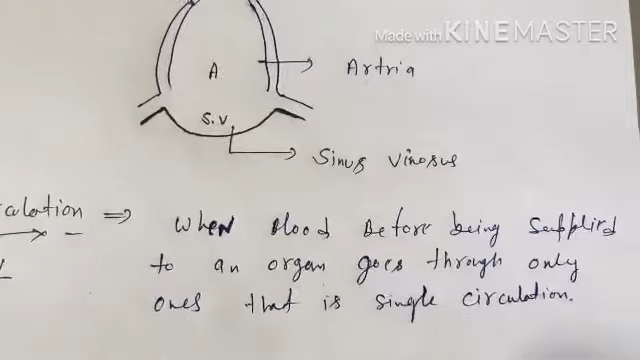 Made with KINEMASTER
A
Artria
S.V
Sinus Vinosus
culation ⇒ When Blood Before being Supplied
to an organ goes through only
ones that is single circulation.